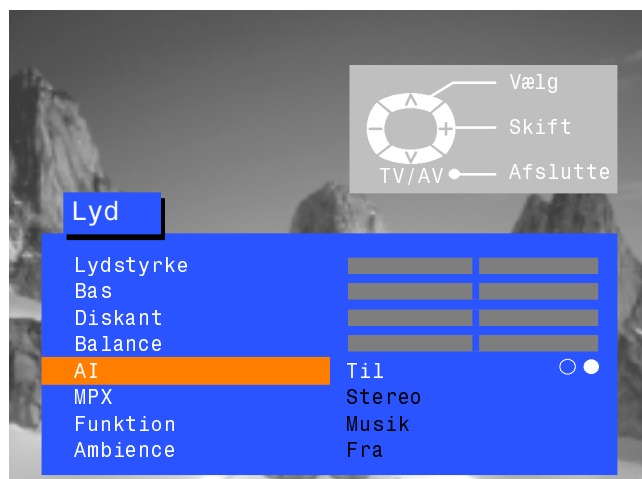 Vælg
Skift
TV/AV Afslutte
Lyd
Lydstyrke
Bas
Diskant
Balance
AI Til
MPX Stereo
Funktion Musik
Ambience Fra